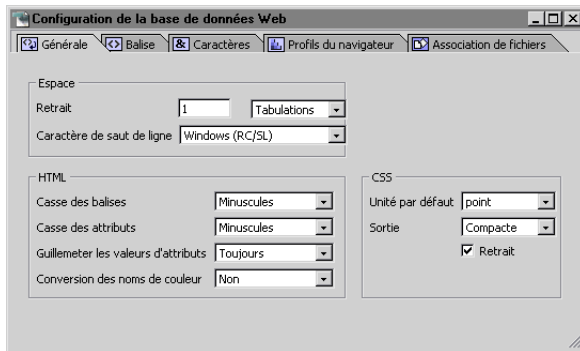 Configuration de la base de données Web
Générale Balise & Caractères Profils du navigateur Association de fichiers
Espace
Retrait 1 Tabulations
Caractère de saut de ligne Windows (RC/SL)
HTML
Casse des balises Minuscules
Casse des attributs Minuscules
Guillemeter les valeurs d'attributs Toujours
Conversion des noms de couleur Non
CSS
Unité par défaut point
Sortie Compacte
Retrait